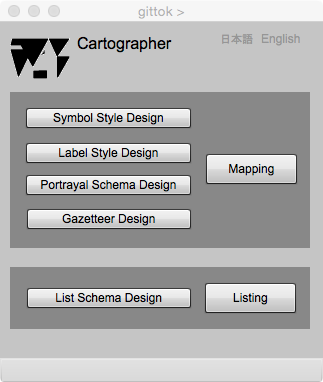 gittok >
Cartographer
日本語 English
Symbol Style Design
Label Style Design
Portrayal Schema Design
Gazetteer Design
Mapping
List Schema Design
Listing